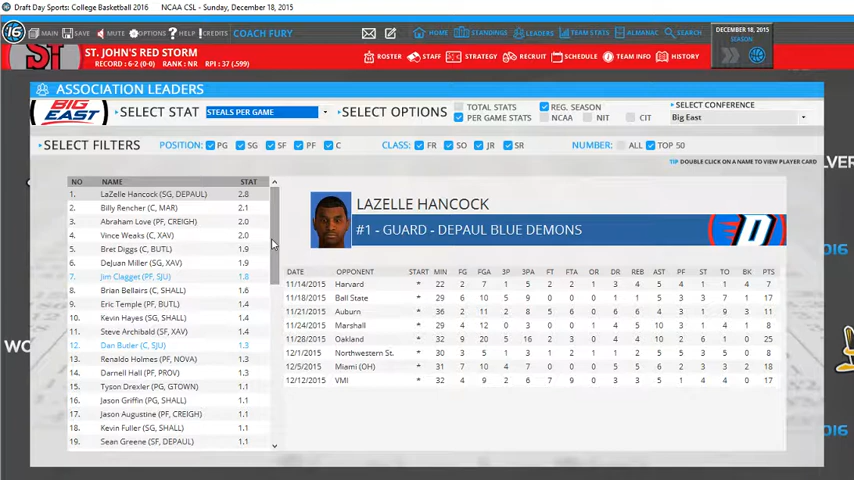 Draft Day Sports: College Basketball 2016 NCAA CSL - Sunday, December 18, 2015
16 MAIN SAVE MUTE OPTIONS HELP CREDITS COACH FURY HOME STANDINGS LEADERS TEAM STATS ALMANAC SEARCH DECEMBER 18, 2015
SEASON
ST. JOHN'S RED STORM
RECORD: 6-2 (0-0) RANK: NR RPI: 37 (.599)
ROSTER STAFF STRATEGY RECRUIT SCHEDULE TEAM INFO HISTORY
ASSOCIATION LEADERS
BIG EAST SELECT STAT STEALS PER GAME SELECT OPTIONS TOTAL STATS REG. SEASON SELECT CONFERENCE
PER GAME STATS NCAA NIT CIT Big East
SELECT FILTERS POSITION: PG SG SF PF C CLASS: FR SO JR SR NUMBER: ALL TOP 50
TIP DOUBLE CLICK ON A NAME TO VIEW PLAYER CARD
NO NAME STAT
1. LaZelle Hancock (SG, DEPAUL) 2.8
2. Billy Rencher (C, MAR) 2.1
3. Abraham Love (PF, CREIGH) 2.0
4. Vince Weaks (C, XAV) 2.0
5. Bret Diggs (C, BUTL) 1.9
6. DeJuan Miller (SG, XAV) 1.9
7. Jim Clagget (PF, SJU) 1.8
8. Brian Bellairs (C, SHALL) 1.6
9. Eric Temple (PF, BUTL) 1.4
10. Kevin Hayes (SG, PROV) 1.4
11. Steve Archibald (SF, XAV) 1.4
12. Dan Butler (C, SJU) 1.3
13. Renaldo Holmes (PF, NOVA) 1.3
14. Darnell Hall (PF, PROV) 1.3
15. Tyson Drexler (PG, GTOWN) 1.1
16. Jason Griffin (PG, SHALL) 1.1
17. Jason Augustine (PF, CREIGH) 1.1
18. Kevin Fuller (SG, PROV) 1.1
19. Sean Greene (SF, DEPAUL) 1.1
LAZELLE HANCOCK
#1 - GUARD - DEPAUL BLUE DEMONS
DATE OPPONENT START MIN FG FGA 3P 3PA FT FTA OR DR REB AST PF ST TO BK PTS
11/14/2015 Harvard * 22 2 7 1 5 2 2 1 3 4 5 4 1 1 4 7
11/18/2015 Ball State * 29 6 10 5 9 0 0 0 1 1 5 3 3 7 1 17
11/21/2015 Auburn * 36 2 11 2 8 5 6 0 6 6 4 3 1 9 3 11
11/24/2015 Marshall * 29 4 12 0 3 0 0 1 4 5 10 3 1 4 1 8
11/28/2015 Oakland * 32 9 20 5 16 2 3 0 4 4 10 2 6 1 0 25
12/1/2015 Northwestern St. * 30 3 5 1 3 1 2 1 1 2 5 5 3 5 0 8
12/5/2015 Miami (OH) * 33 7 10 4 7 0 0 0 5 5 6 2 3 3 2 18
12/12/2015 VMI * 32 4 9 2 6 7 9 0 3 3 5 1 4 4 0 17